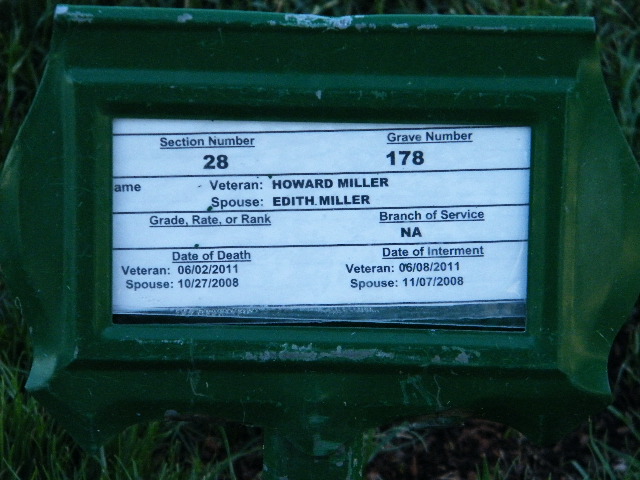 Section Number Grave Number
28 178
ame Veteran: HOWARD MILLER
Spouse: EDITH MILLER
Grade, Rate, or Rank Branch of Service
NA
Date of Death Date of Interment
Veteran: 06/02/2011 Veteran: 06/08/2011
Spouse: 10/27/2008 Spouse: 11/07/2008